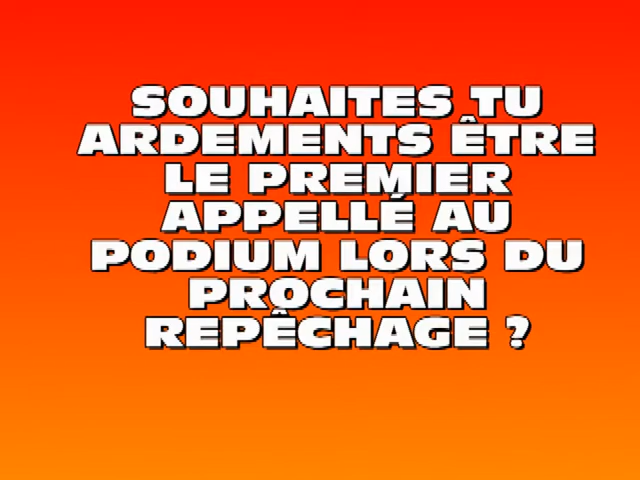 SOUHAITES TU
ARDEMENTS ÊTRE
LE PREMIER
APPELLÉ AU
PODIUM LORS DU
PROCHAIN
REPÊCHAGE ?